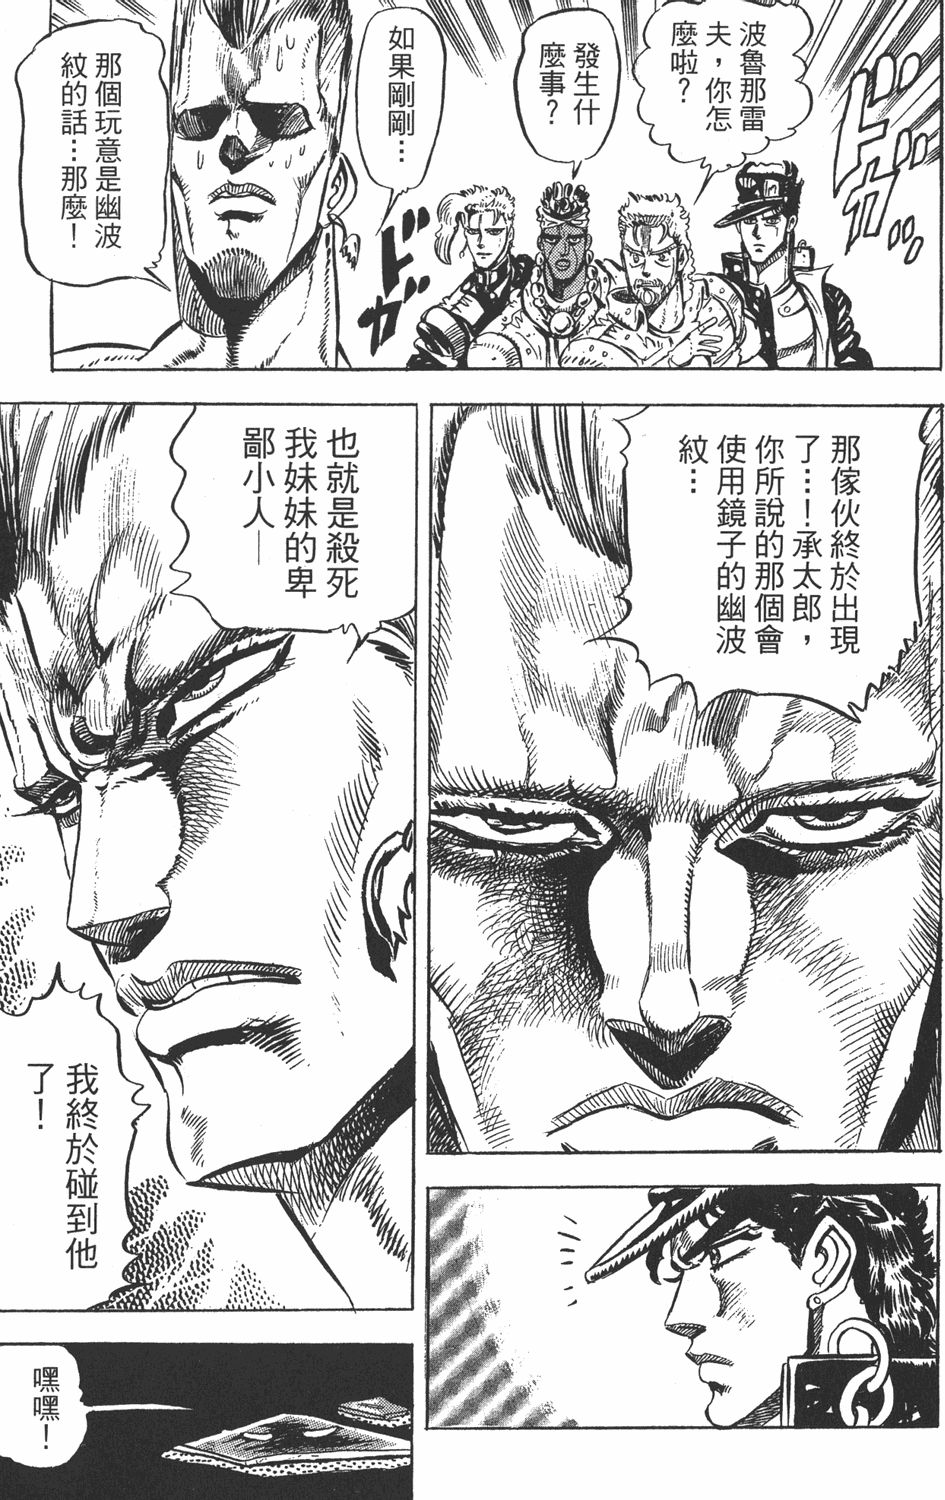 ドガッ
波魯那雷
夫，你怎
麼啦？
發生什
麼事？
ドガ
如果剛剛…
那個玩意是幽波
紋的話…那麼！
那傢伙終於出現
了…！承太郎，
你所說的那個會
使用鏡子的幽波
紋…
也就是殺死
我妹妹的卑
鄙小人─
我終於碰到他
了！
嘿嘿！